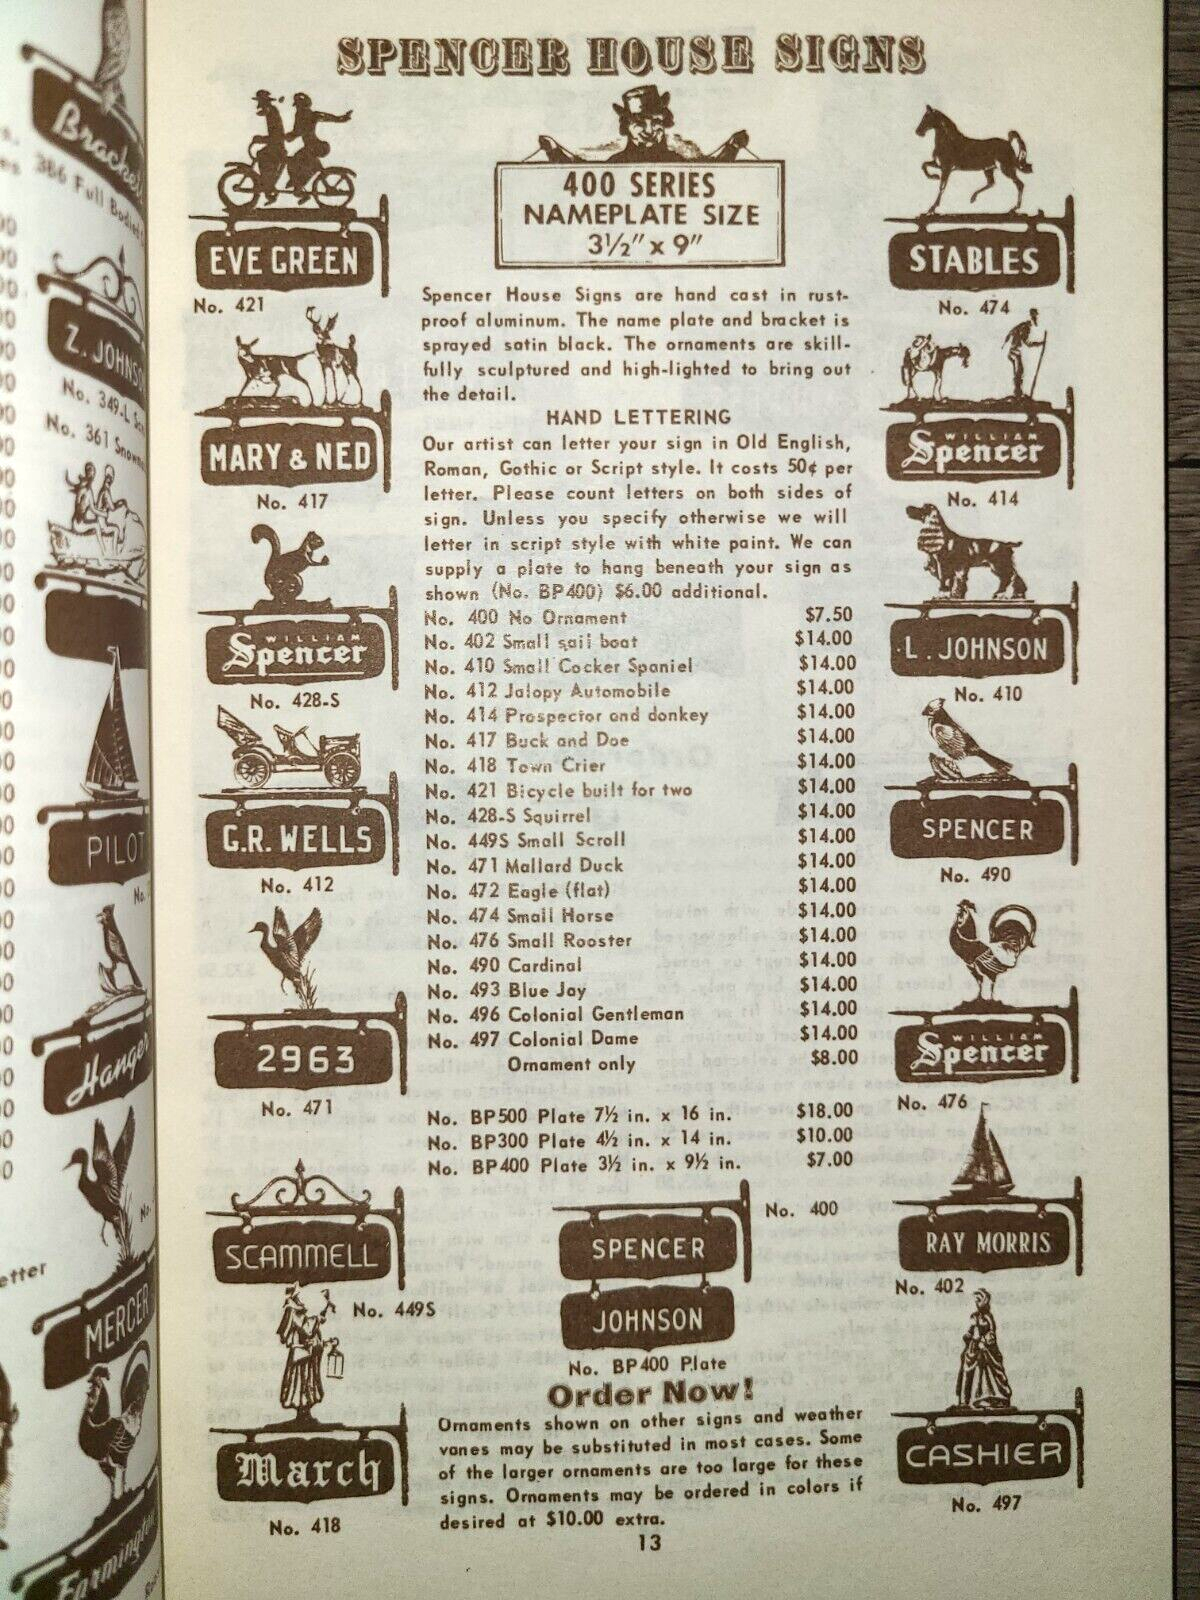 SPENCER HOUSE SIGNS
400 SERIES
NAMEPLATE SIZE
3½" x 9"
EVE GREEN
No. 421
MARY & NED
No. 417
WILLIAM
Spencer
No. 428-S
G.R. WELLS
No. 412
2963
No. 471
SCAMMELL
No. 449S
March
No. 418
Spencer House Signs are hand cast in rust-
proof aluminum. The name plate and bracket is
sprayed satin black. The ornaments are skill-
fully sculptured and high-lighted to bring out
the detail.
HAND LETTERING
Our artist can letter your sign in Old English,
Roman, Gothic or Script style. It costs 50¢ per
letter. Please count letters on both sides of
sign. Unless you specify otherwise we will
letter in script style with white paint. We can
supply a plate to hang beneath your sign as
shown (No. BP400) $6.00 additional.
No. 400 No Ornament $7.50
No. 402 Small sail boat $14.00
No. 410 Small Cocker Spaniel $14.00
No. 412 Jalopy Automobile $14.00
No. 414 Prospector and donkey $14.00
No. 417 Buck and Doe $14.00
No. 418 Town Crier $14.00
No. 421 Bicycle built for two $14.00
No. 428-S Squirrel $14.00
No. 449S Small Scroll $14.00
No. 471 Mallard Duck $14.00
No. 472 Eagle (flat) $14.00
No. 474 Small Horse $14.00
No. 476 Small Rooster $14.00
No. 490 Cardinal $14.00
No. 493 Blue Jay $14.00
No. 496 Colonial Gentleman $14.00
No. 497 Colonial Dame $14.00
Ornament only $8.00
No. BP500 Plate 7½ in. x 16 in. $18.00
No. BP300 Plate 4½ in. x 14 in. $10.00
No. BP400 Plate 3½ in. x 9½ in. $7.00
No. 400
SPENCER
JOHNSON
No. BP400 Plate
Order Now!
Ornaments shown on other signs and weather
vanes may be substituted in most cases. Some
of the larger ornaments are too large for these
signs. Ornaments may be ordered in colors if
desired at $10.00 extra.
13
STABLES
No. 474
WILLIAM
Spencer
No. 414
L. JOHNSON
No. 410
SPENCER
No. 490
WILLIAM
Spencer
No. 476
RAY MORRIS
No. 402
CASHIER
No. 497
386 Full Bodied
Z. JOHNSON
No. 349-L
No. 361
PILOT
Hanger
MERCER
Farmington